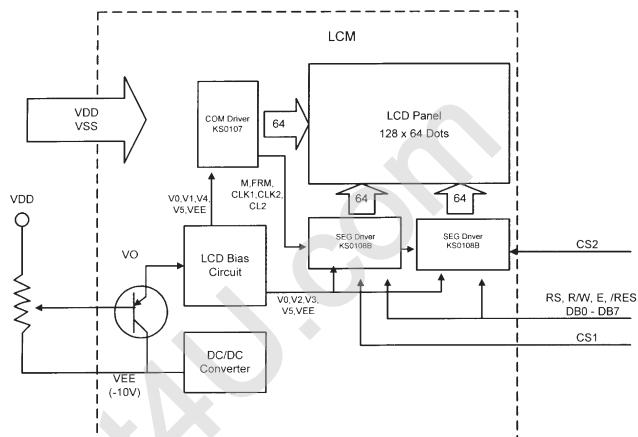 LCM
VDD
VSS
COM Driver
KS0107
64
LCD Panel
128 x 64 Dots
VDD
V0,V1,V4,
V5,VEE
M,FRM,
CLK1,CLK2,
CL2
64
64
VO
LCD Bias
Circuit
SEG Driver
KS0108B
SEG Driver
KS0108B
CS2
V0,V2,V3,
V5,VEE
RS, R/W, E, /RES
DB0 - DB7
CS1
DC/DC
Converter
VEE
(-10V)
t4U.com